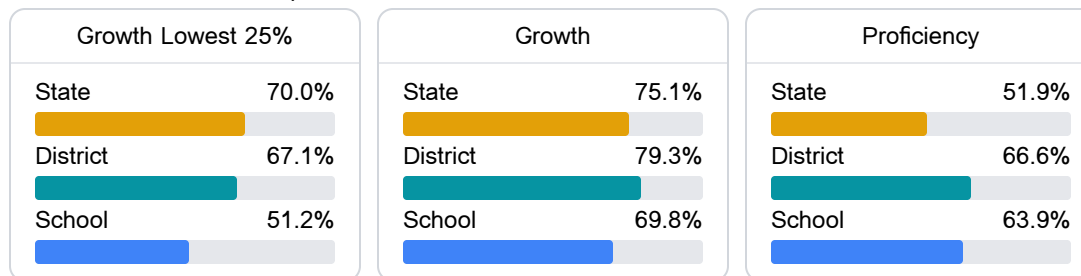 Growth Lowest 25%
State 70.0%
District 67.1%
School 51.2%
Growth
State 75.1%
District 79.3%
School 69.8%
Proficiency
State 51.9%
District 66.6%
School 63.9%